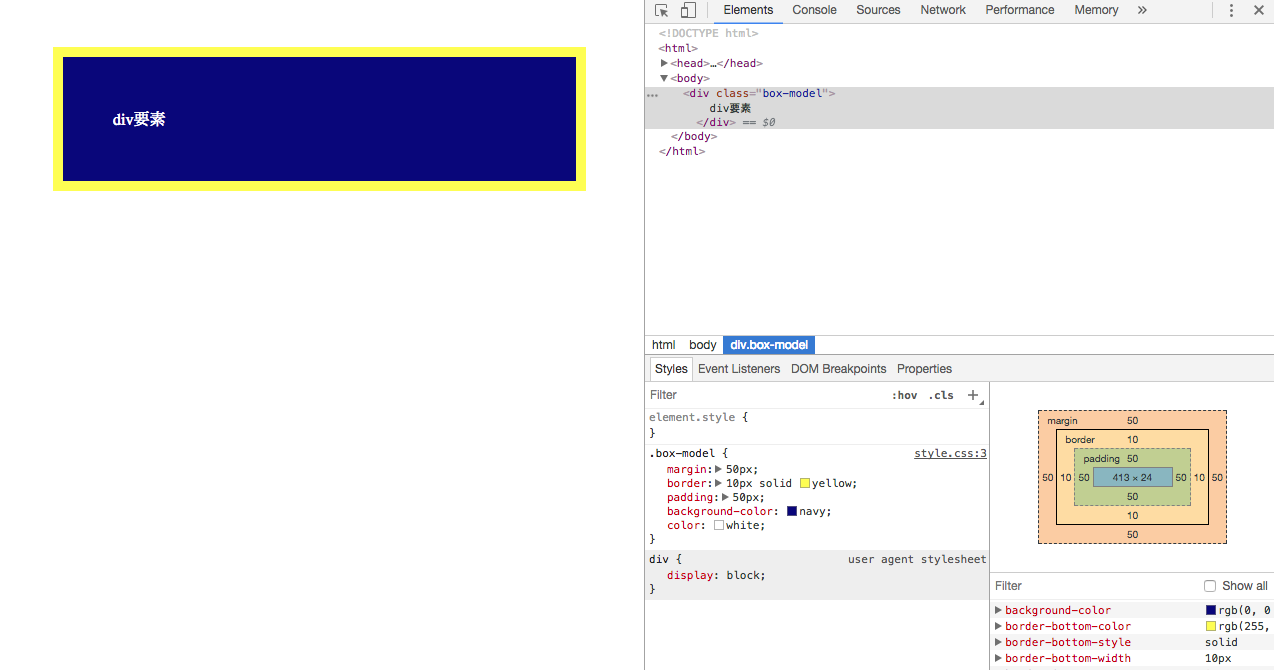 div要素
Elements Console Sources Network Performance Memory »
<!DOCTYPE html>
<html>
▶<head>…</head>
▼<body>
... <div class="box-model">
div要素
</div> == $0
</body>
</html>
html body div.box-model
Styles Event Listeners DOM Breakpoints Properties
Filter :hov .cls +
element.style {
}
.box-model { style.css:3
margin:▶ 50px;
border:▶ 10px solid yellow;
padding:▶ 50px;
background-color: navy;
color: white;
}
div { user agent stylesheet
display: block;
}
margin 50
border 10
padding 50
50 10 50 413 × 24 50 10 50
50
10
50
Filter Show all
▶ background-color rgb(0, 0
▶ border-bottom-color rgb(255,
▶ border-bottom-style solid
▶ border-bottom-width 10px